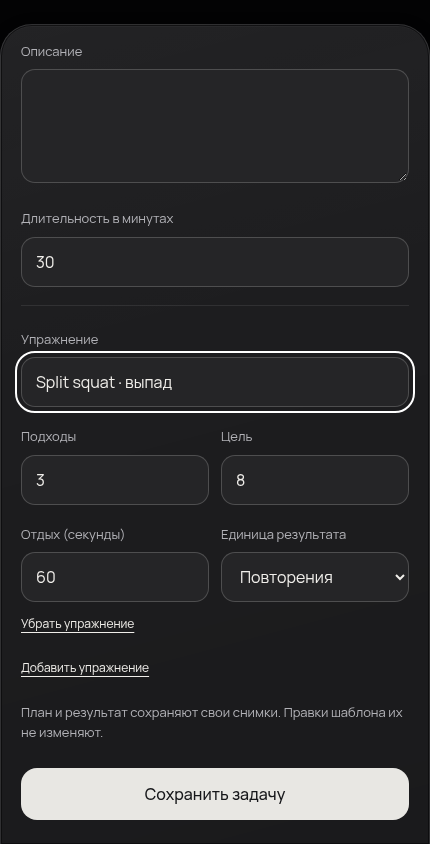 Описание
Длительность в минутах
30
Упражнение
Split squat · выпад
Подходы
Цель
3
8
Отдых (секунды)
Единица результата
60
Повторения
Убрать упражнение
Добавить упражнение
План и результат сохраняют свои снимки. Правки шаблона их
не изменяют.
Сохранить задачу